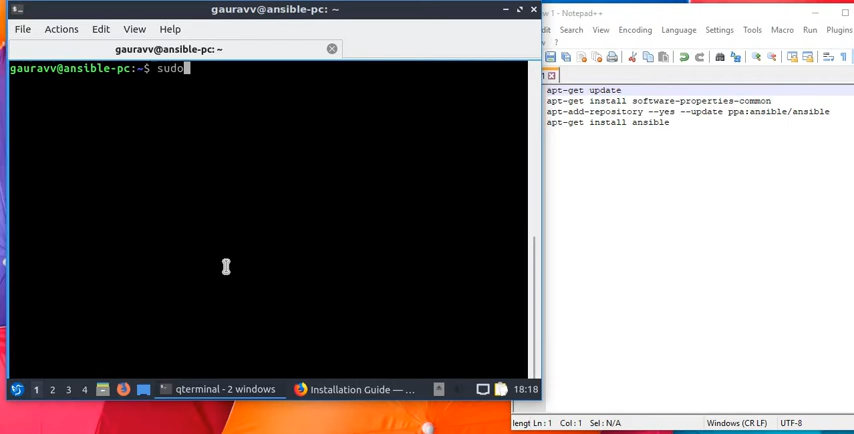 gauravv@ansible-pc: ~
File Actions Edit View Help
gauravv@ansible-pc: ~
gauravv@ansible-pc:~$ sudo
1 2 3 4
qterminal - 2 windows
Installation Guide — ...
18:18
w 1 - Notepad++
dit Search View Encoding Language Settings Tools Macro Run Plugins
?
1
apt-get update
apt-get install software-properties-common
apt-add-repository --yes --update ppa:ansible/ansible
apt-get install ansible
lengt Ln : 1 Col : 1 Sel : N/A Windows (CR LF) UTF-8